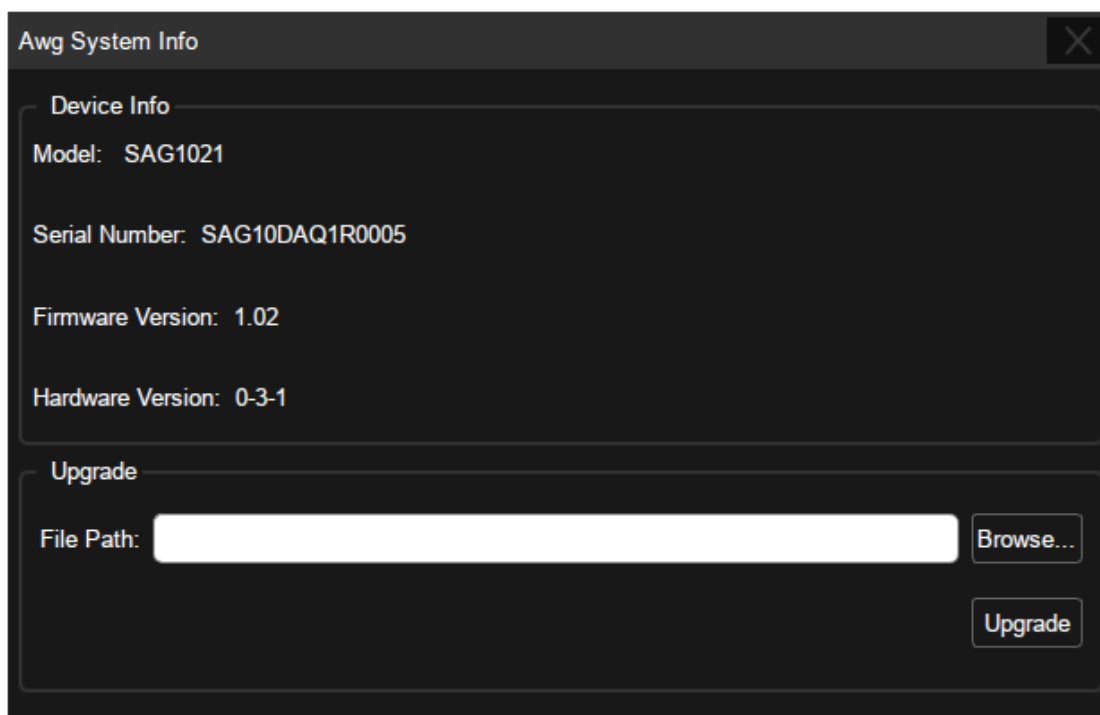 Awg System Info
Device Info
Model: SAG1021
Serial Number: SAG10DAQ1R0005
Firmware Version: 1.02
Hardware Version: 0-3-1
Upgrade
File Path: Browse...
Upgrade